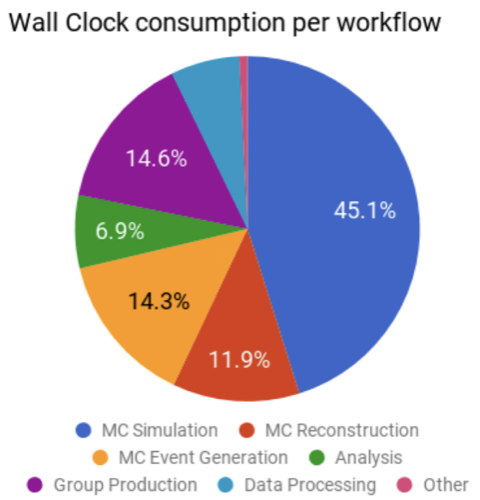 Wall Clock consumption per workflow
14.6%
45.1%
6.9%
14.3%
11.9%
MC Simulation MC Reconstruction
MC Event Generation Analysis
Group Production Data Processing Other